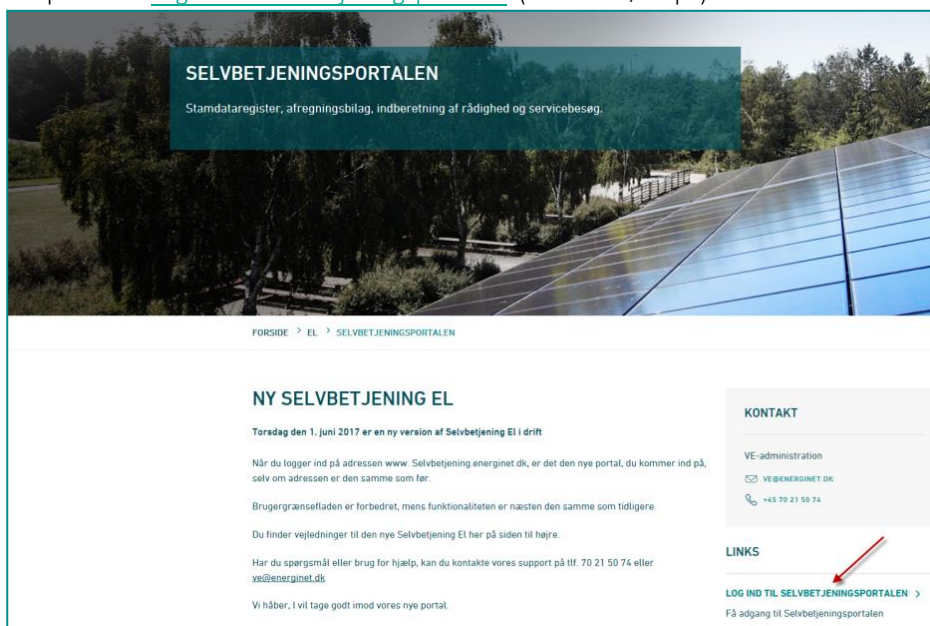 SELVBETJENINGSPORTALEN
Stamdataregister, afregningsbilag, indberetning af rådighed og servicebesøg.
FORSIDE > EL > SELVBETJENINGSPORTALEN
NY SELVBETJENING EL
Torsdag den 1. juni 2017 er en ny version af Selvbetjening El i drift
Når du logger ind på adressen www. Selvbetjening.energinet.dk, er det den nye portal, du kommer ind på,
selv om adressen er den samme som før.
Brugergrænsefladen er forbedret, mens funktionaliteten er næsten den samme som tidligere.
Du finder vejledninger til den nye Selvbetjening El her på siden til højre.
Har du spørgsmål eller brug for hjælp, kan du kontakte vores support på tlf. 70 21 50 74 eller
ve@energinet.dk
Vi håber, I vil tage godt imod vores nye portal.
KONTAKT
VE-administration
VE@ENERGINET.DK
+45 70 21 50 74
LINKS
LOG IND TIL SELVBETJENINGSPORTALEN >
Få adgang til Selvbetjeningsportalen